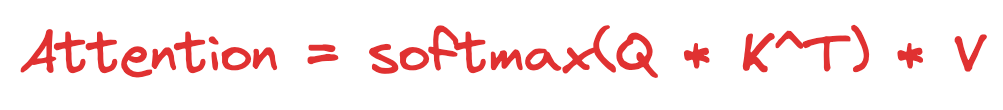 Attention = softmax(Q * K^T) * V